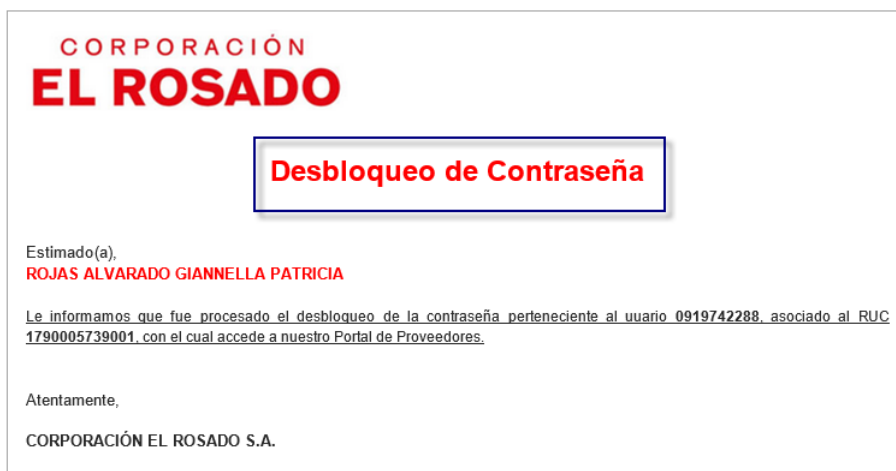 CORPORACIÓN
EL ROSADO
Desbloqueo de Contraseña
Estimado(a),
ROJAS ALVARADO GIANNELLA PATRICIA
Le informamos que fue procesado el desbloqueo de la contraseña perteneciente al uuario 0919742288, asociado al RUC
1790005739001, con el cual accede a nuestro Portal de Proveedores.
Atentamente,
CORPORACIÓN EL ROSADO S.A.